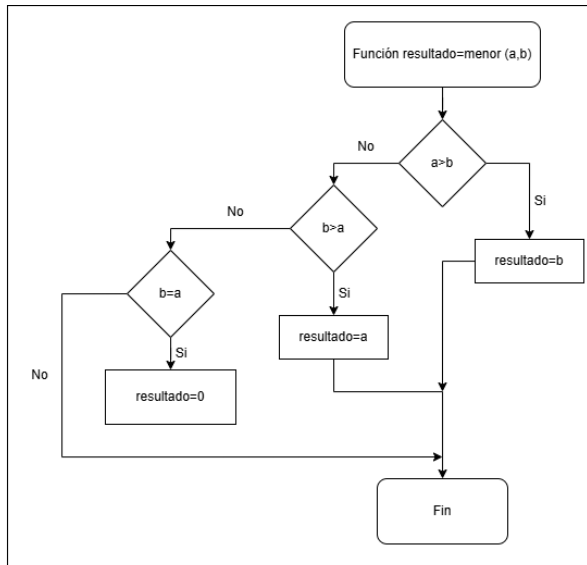 Función resultado=menor (a,b)
No
a>b
Si
No
b>a
resultado=b
b=a
Si
resultado=a
Si
No
resultado=0
Fin